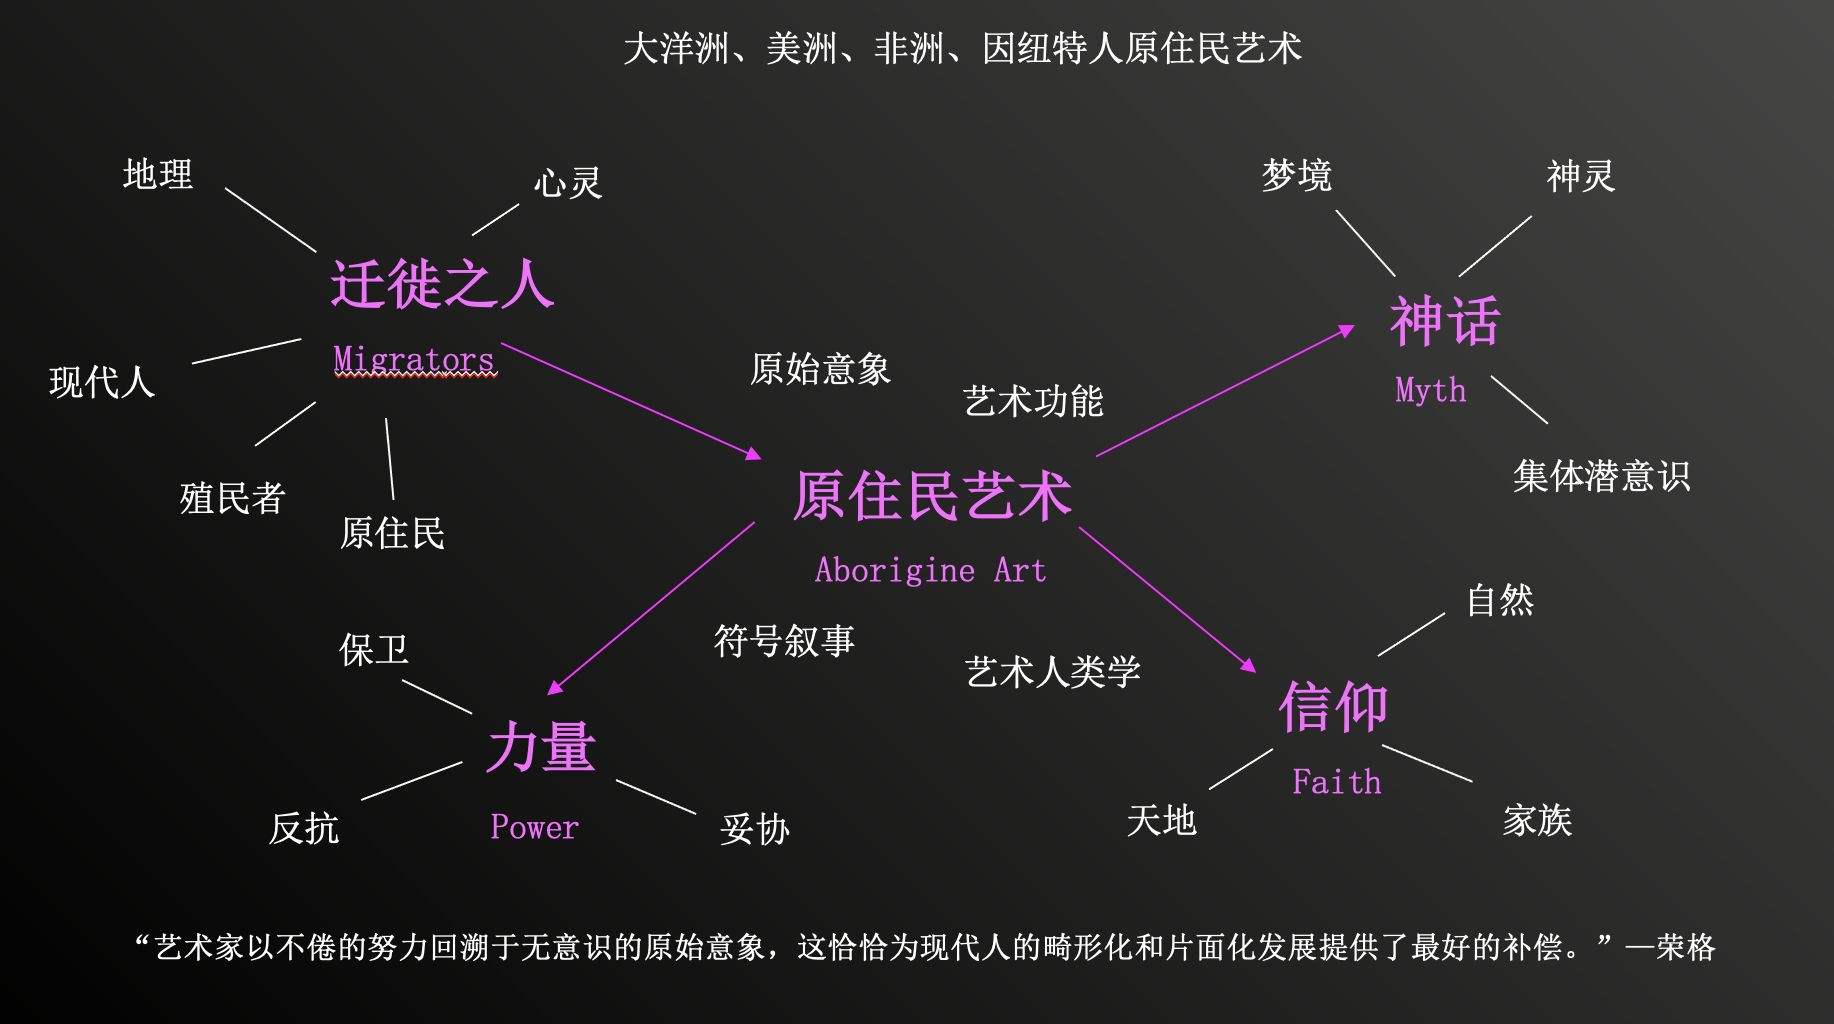 大洋洲、美洲、非洲、因纽特人原住民艺术
地理
心灵
迁徙之人
Migrators
现代人
殖民者
原住民
梦境
神灵
神话
Myth
集体潜意识
原始意象
艺术功能
原住民艺术
Aborigine Art
符号叙事
艺术人类学
保卫
力量
Power
反抗
妥协
自然
信仰
Faith
天地
家族
“艺术家以不倦的努力回溯于无意识的原始意象，这恰恰为现代人的畸形化和片面化发展提供了最好的补偿。”—荣格